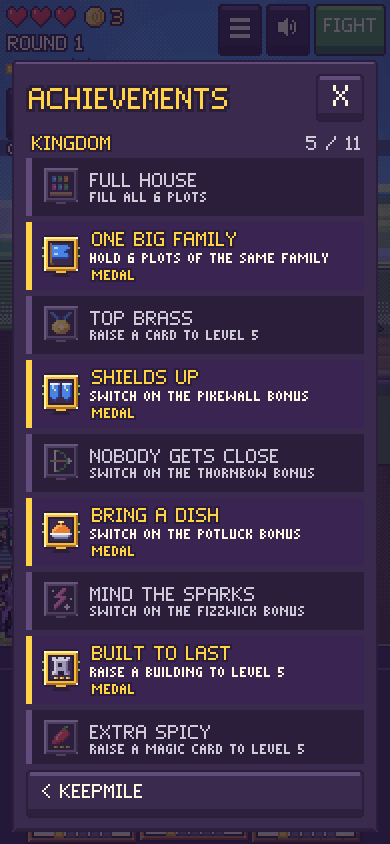 3
FIGHT
ROUND 1
ACHIEVEMENTS
X
KINGDOM 5 / 11
FULL HOUSE
FILL ALL 6 PLOTS
ONE BIG FAMILY
HOLD 6 PLOTS OF THE SAME FAMILY
MEDAL
TOP BRASS
RAISE A CARD TO LEVEL 5
SHIELDS UP
SWITCH ON THE PIKEWALL BONUS
MEDAL
NOBODY GETS CLOSE
SWITCH ON THE THORNBOW BONUS
BRING A DISH
SWITCH ON THE POTLUCK BONUS
MEDAL
MIND THE SPARKS
SWITCH ON THE FIZZWICK BONUS
BUILT TO LAST
RAISE A BUILDING TO LEVEL 5
MEDAL
EXTRA SPICY
RAISE A MAGIC CARD TO LEVEL 5
< KEEPMILE